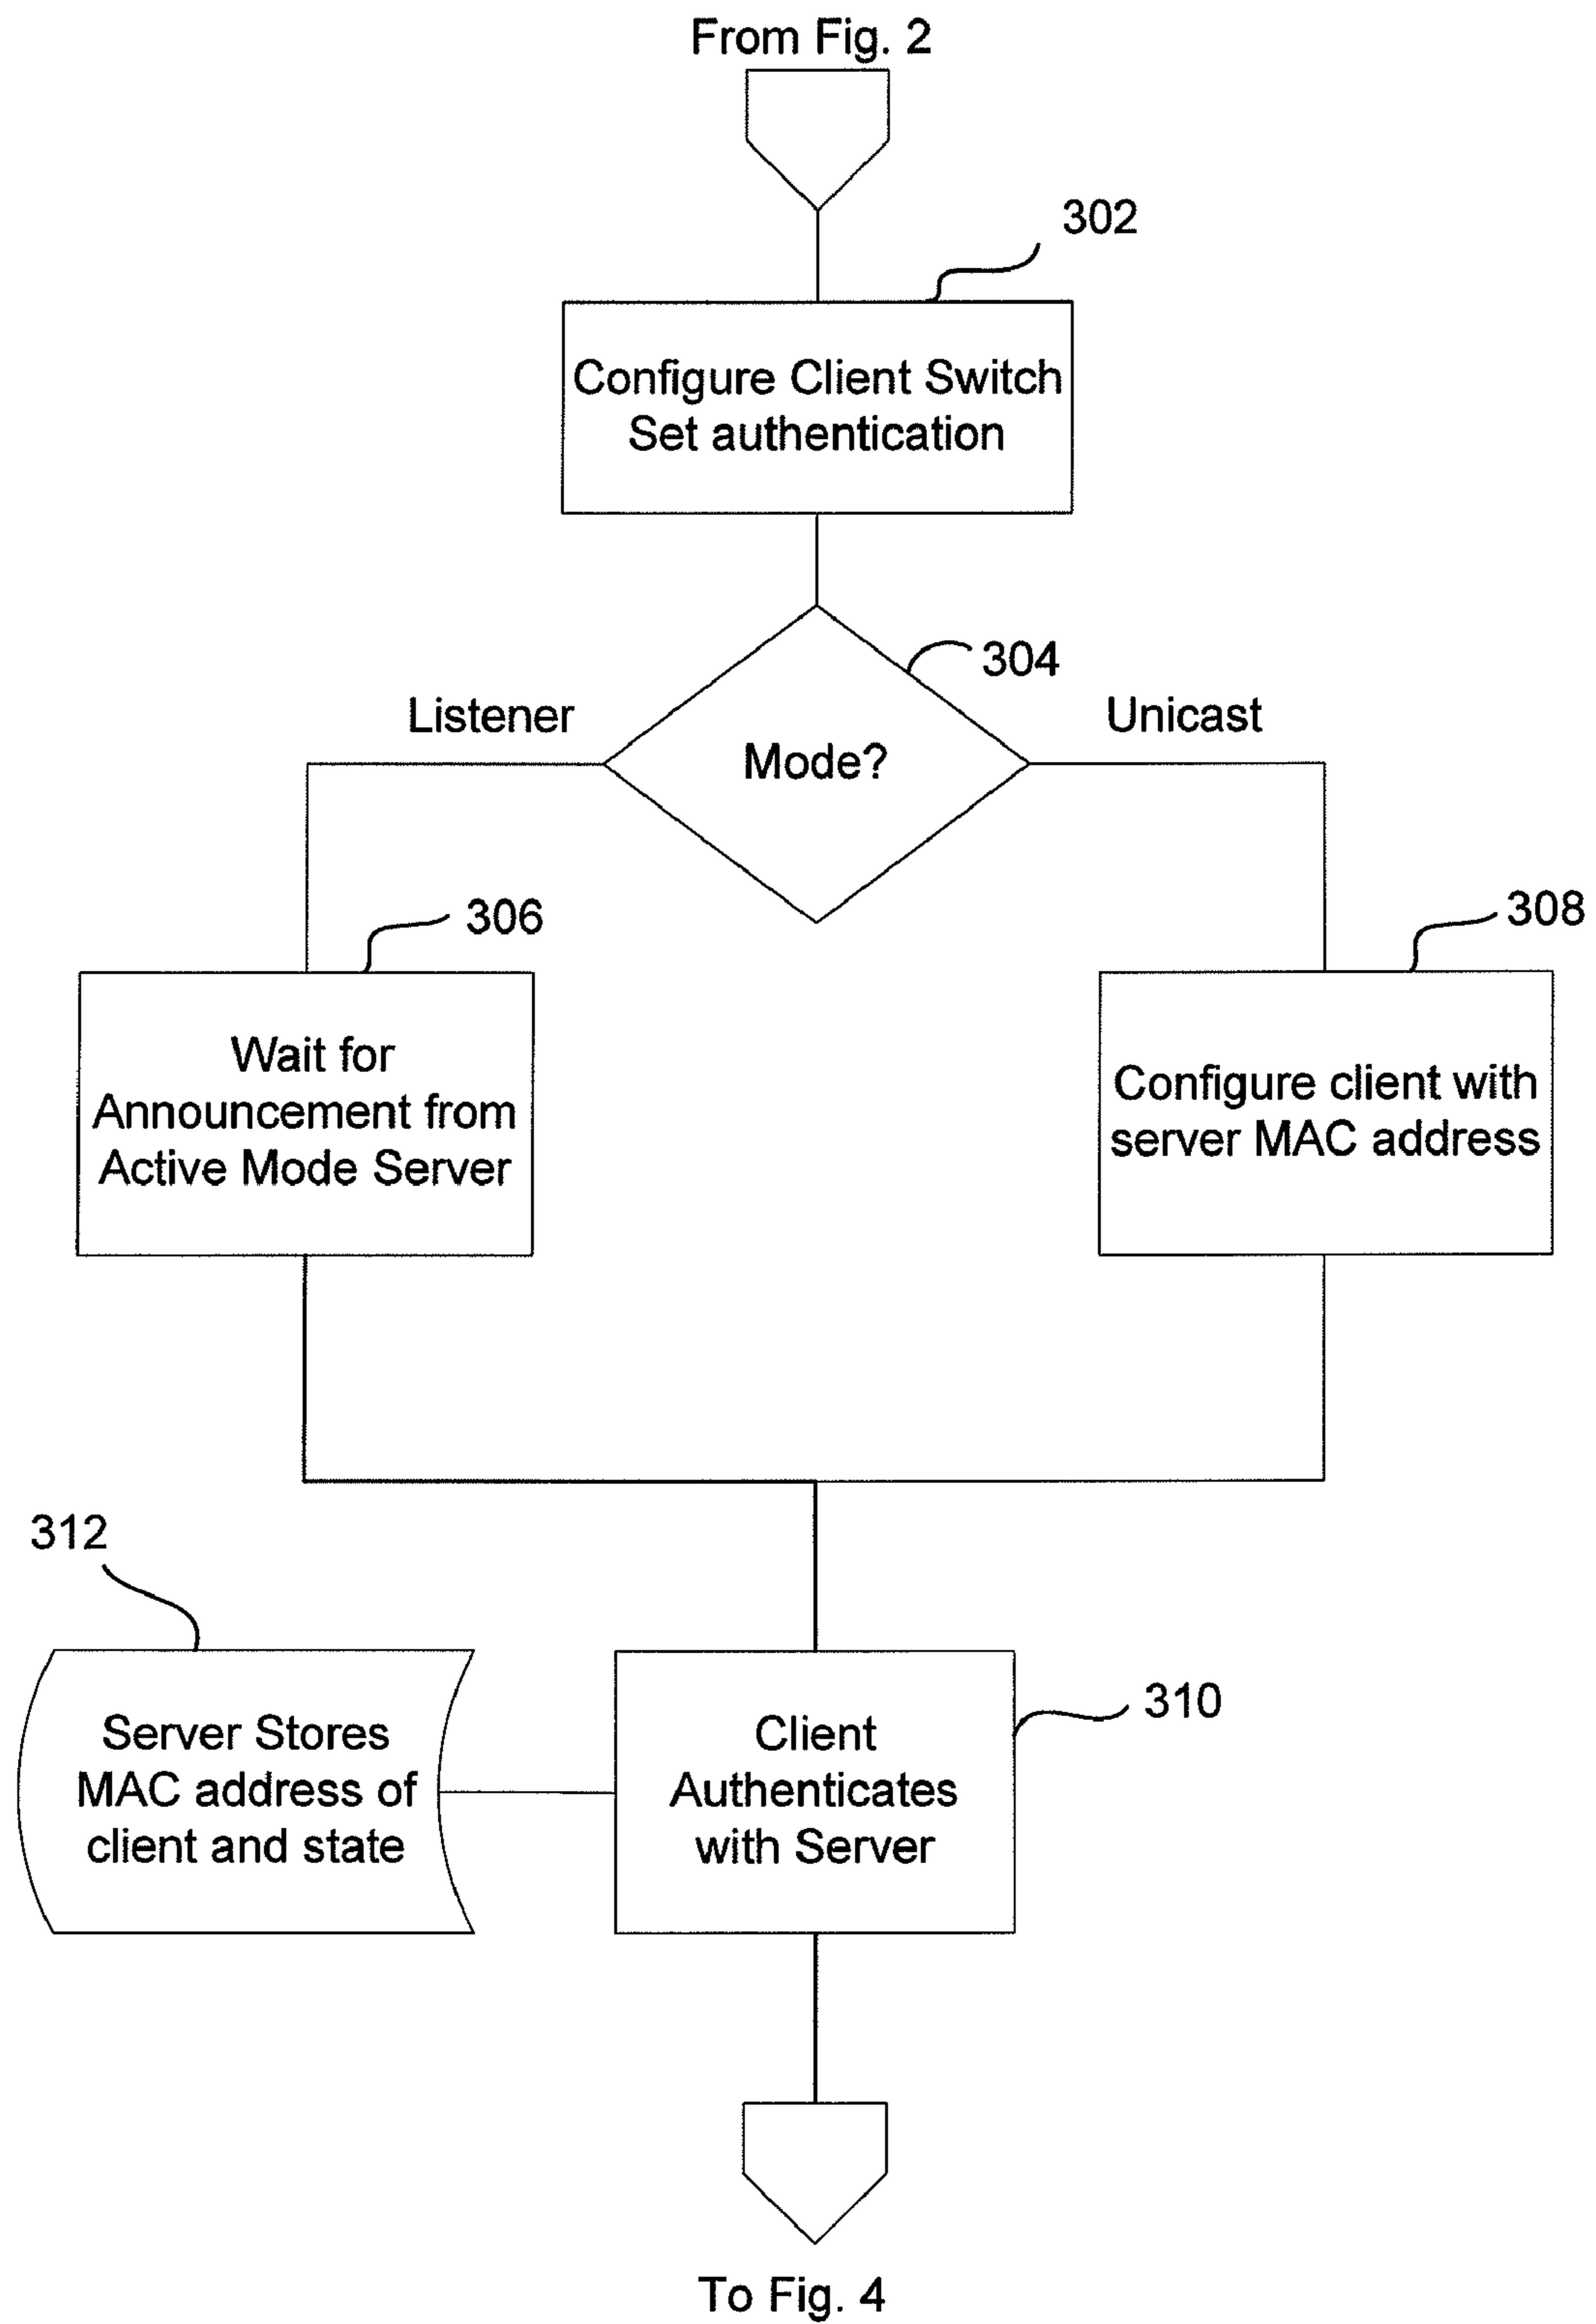 From Fig. 2
302
Configure Client Switch
Set authentication
304
Listener
Unicast
Mode?
306
308
Wait for
Announcement from
Active Mode Server
Configure client with
server MAC address
312
Server Stores
MAC address of
client and state
310
Client
Authenticates
with Server
To Fig. 4